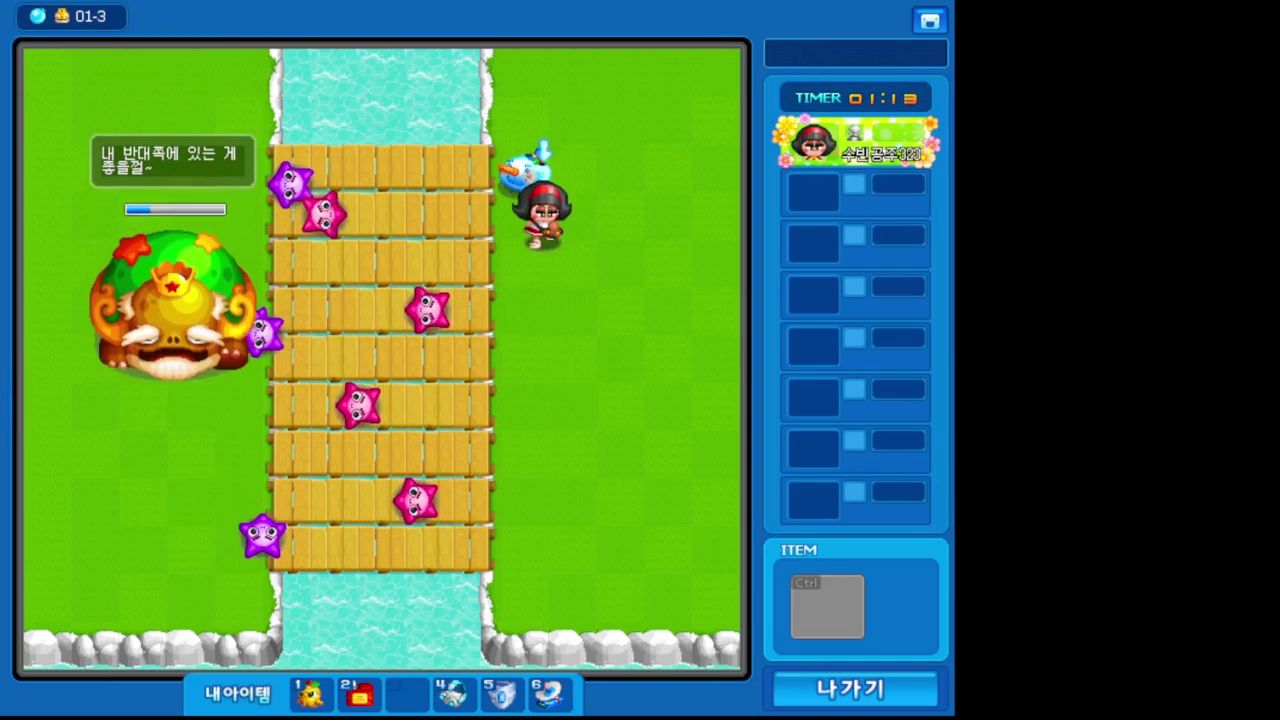 01-3
내 반대쪽에 있는 게
좋을껄~
TIMER 01:13
수빈공주023
ITEM
Ctrl
내아이템
1
2
4
5
6
나가기